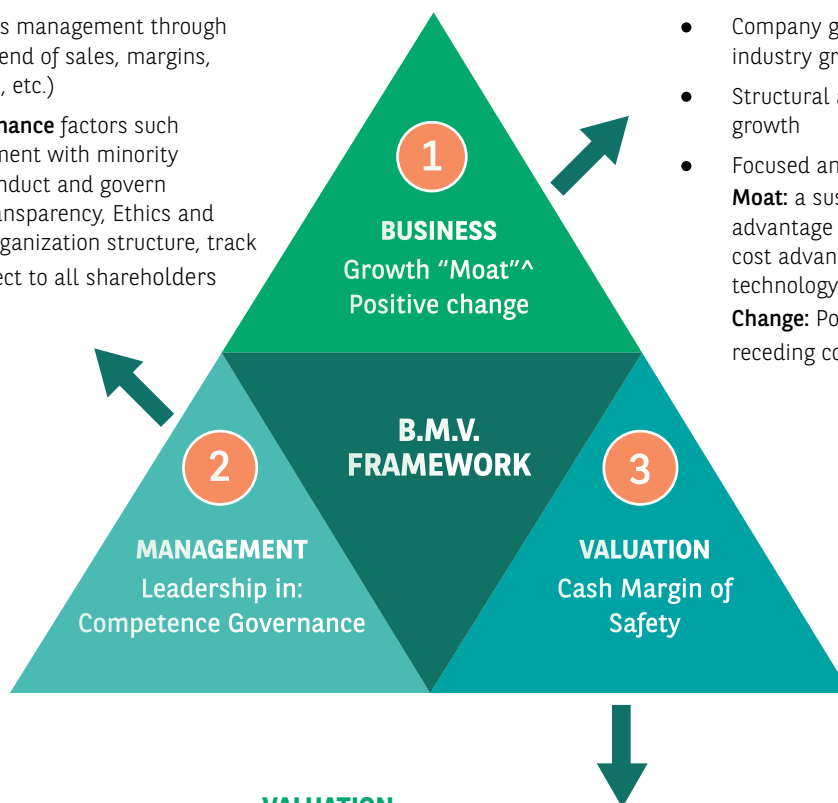 s management through
end of sales, margins,
, etc.)
nance factors such
ment with minority
nduct and govern
ansparency, Ethics and
rganization structure, track
ect to all shareholders
● Company g
industry gr
● Structural a
growth
● Focused an
Moat: a sus
advantage
cost advan
technology
Change: Po
receding co
1
BUSINESS
Growth “Moat”^
Positive change
B.M.V.
FRAMEWORK
2
MANAGEMENT
Leadership in:
Competence Governance
3
VALUATION
Cash Margin of
Safety
VALUATION